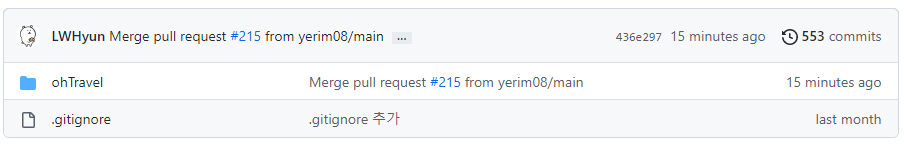 LWHyun Merge pull request #215 from yerim08/main ... 436e297 15 minutes ago 553 commits
ohTravel Merge pull request #215 from yerim08/main 15 minutes ago
.gitignore .gitignore 추가 last month